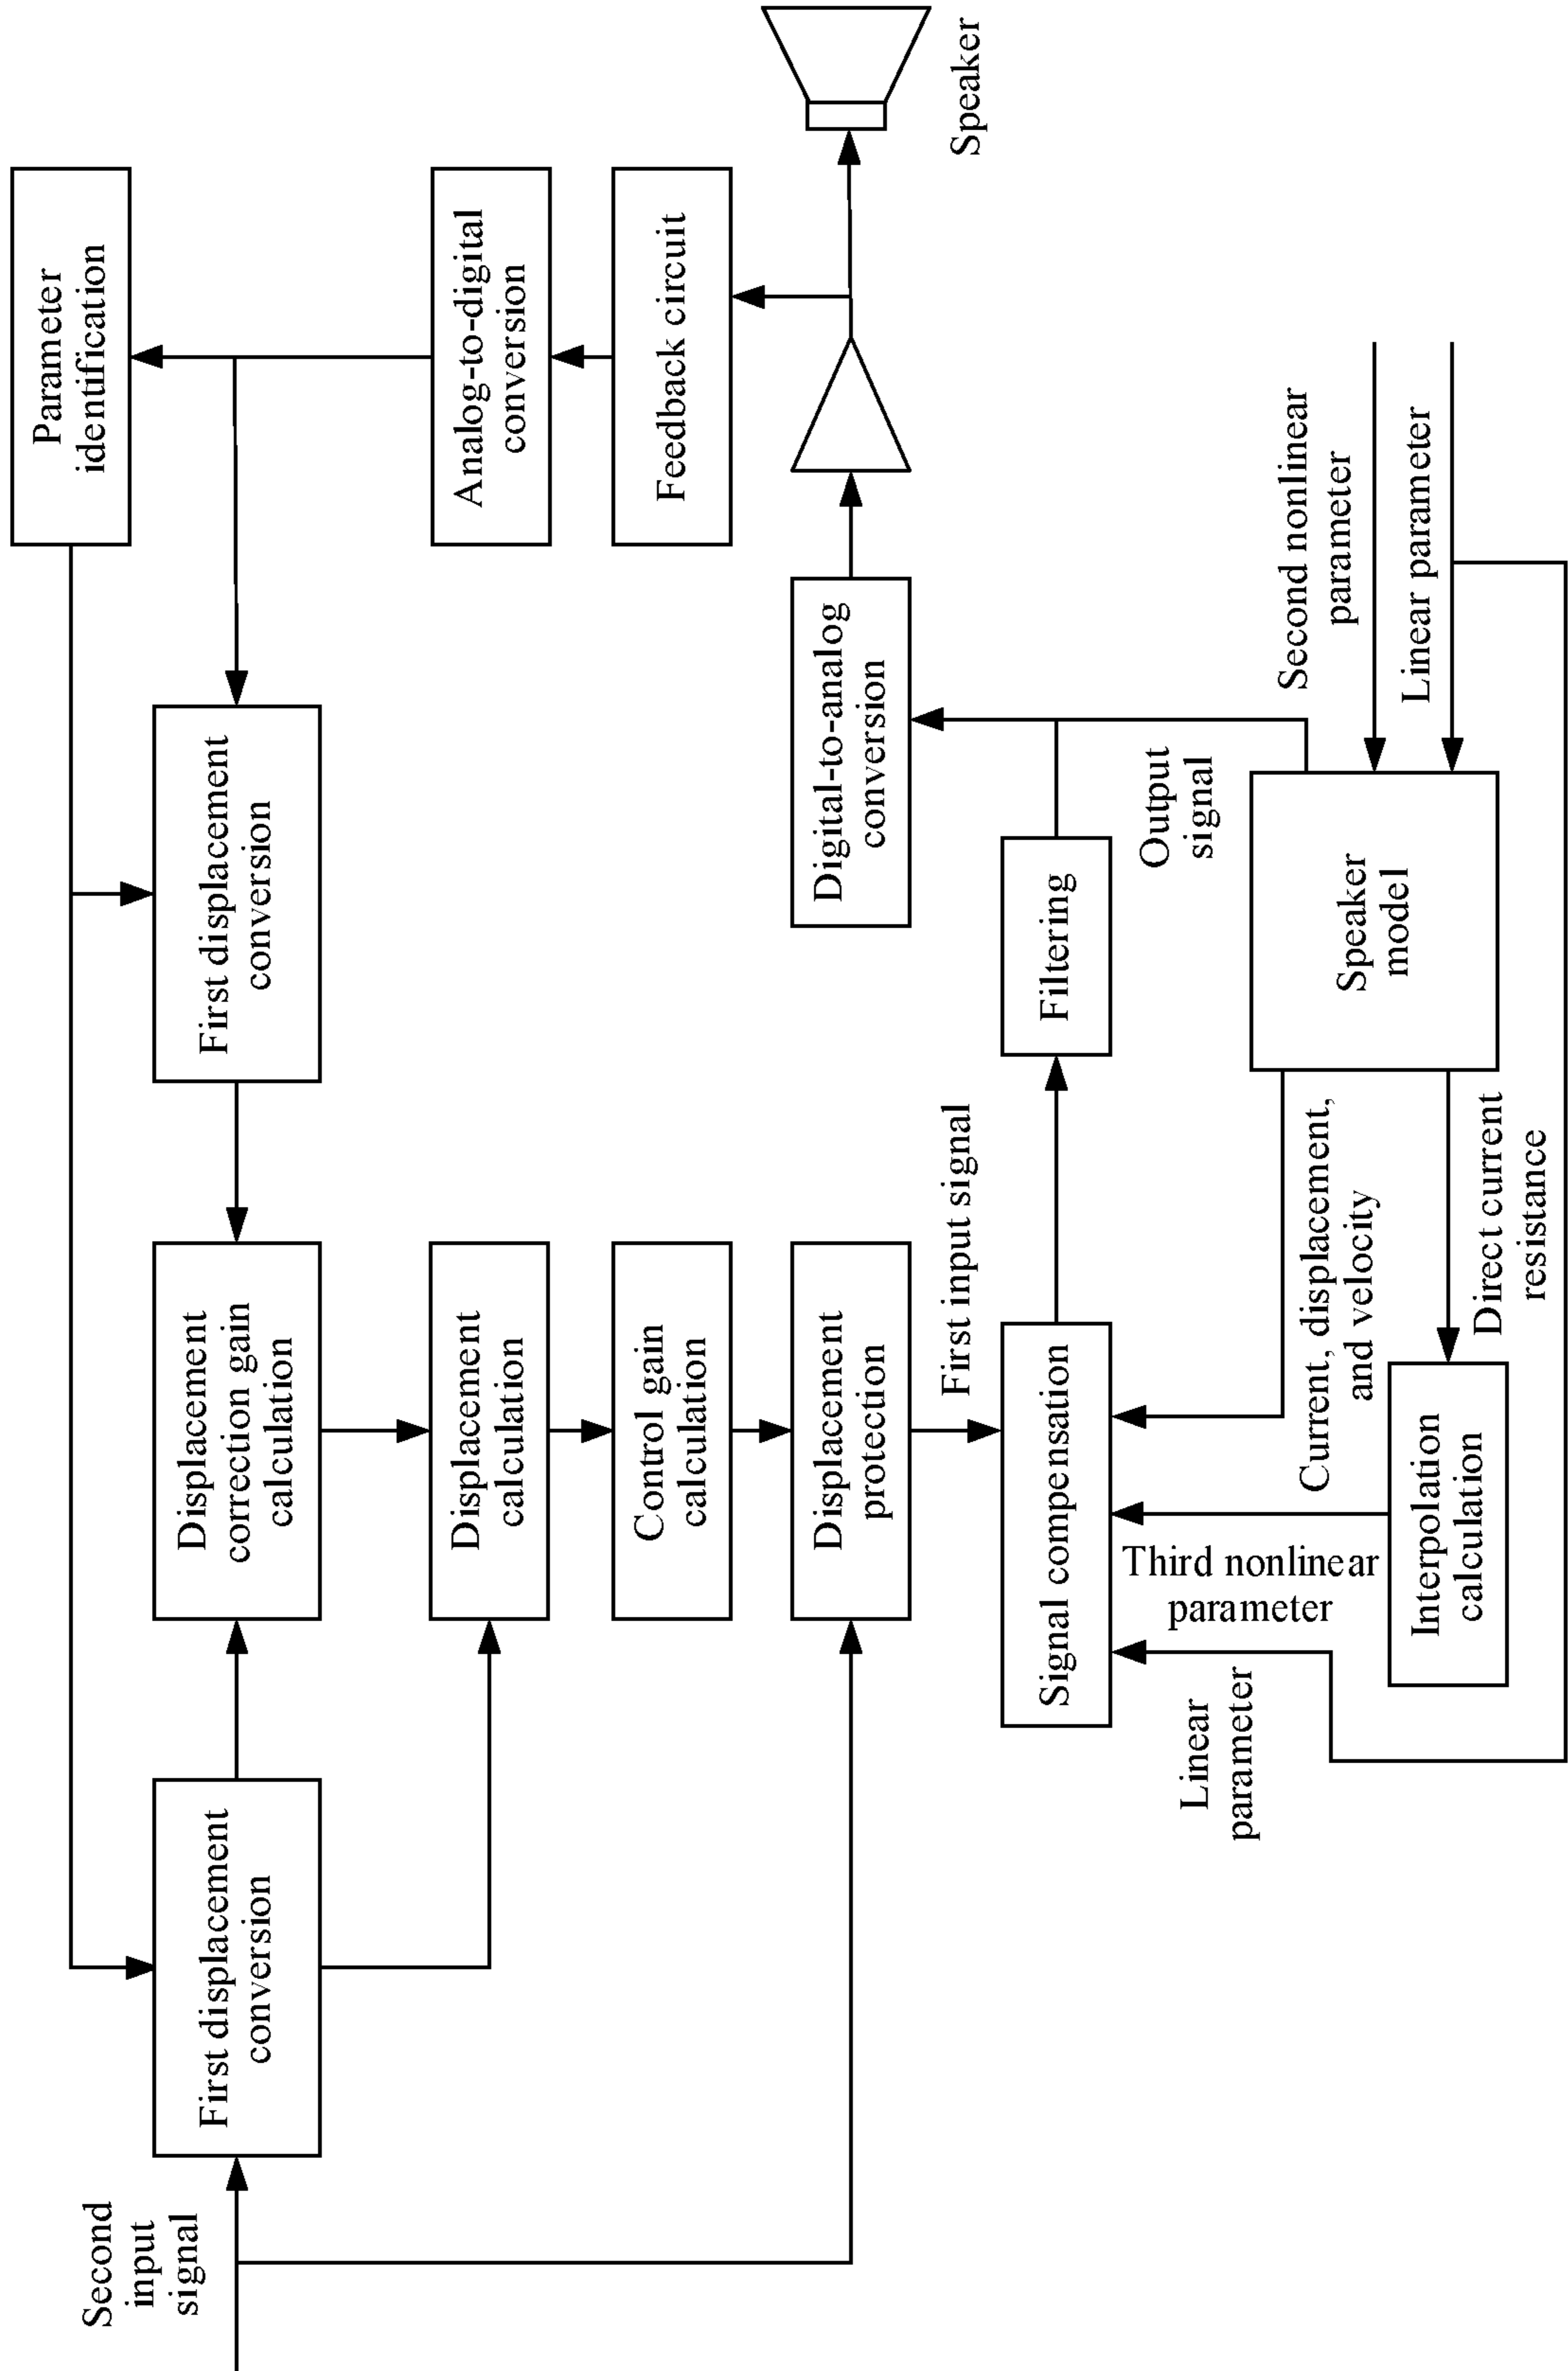 Second
input
signal
First displacement
conversion
Displacement
correction gain
calculation
First displacement
conversion
Parameter
identification
Displacement
calculation
Analog-to-digital
conversion
Control gain
calculation
Feedback circuit
Displacement
protection
Digital-to-analog
conversion
Speaker
First input signal
Signal compensation
Filtering
Output
signal
Linear
parameter
Third nonlinear
parameter
Current, displacement,
and velocity
Speaker
model
Second nonlinear
parameter
Linear parameter
Interpolation
calculation
Direct current
resistance